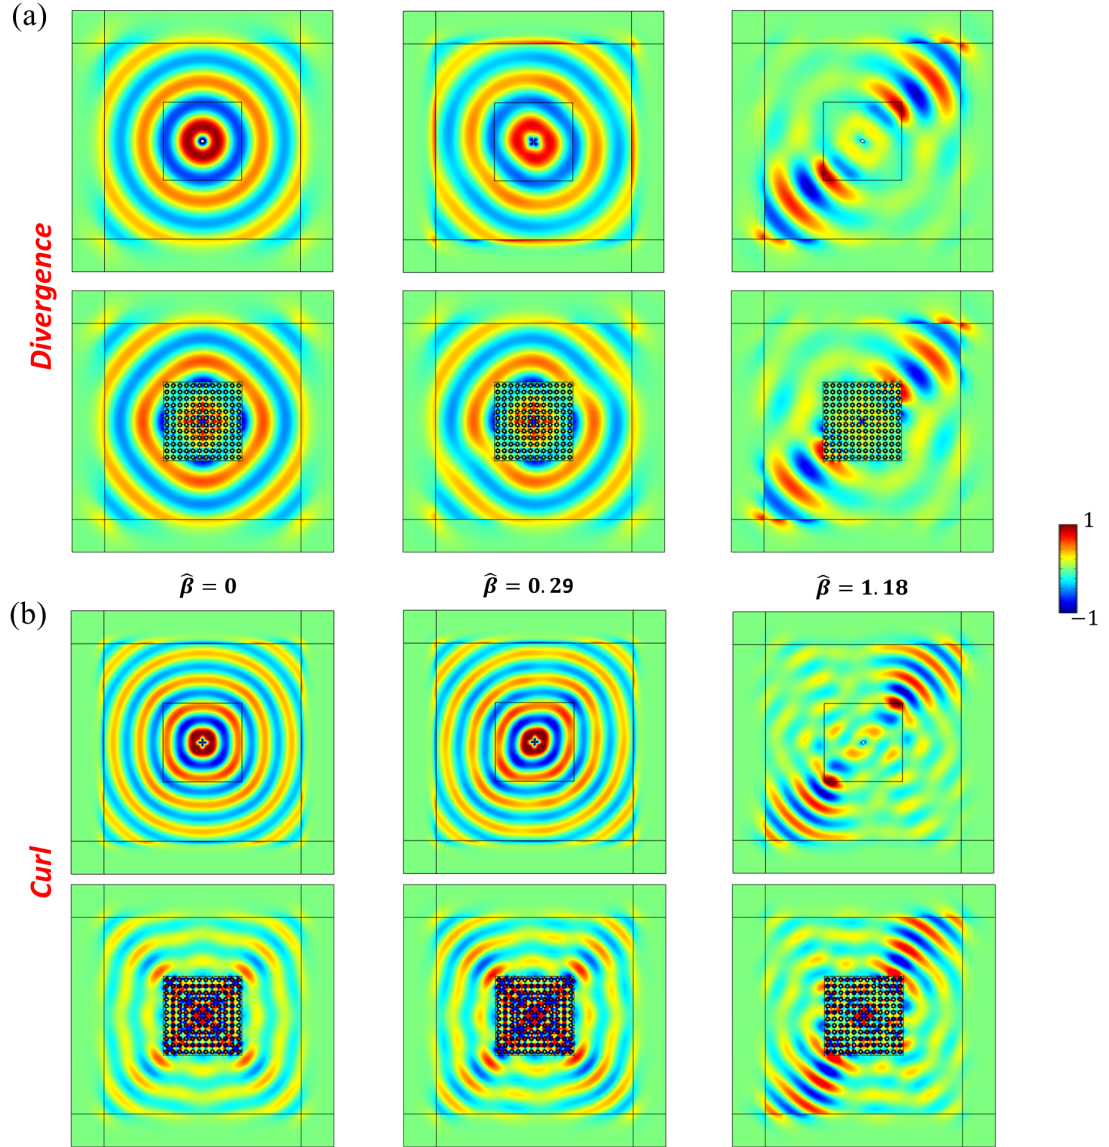 (a)
Divergence
1
−1
β̂ = 0
β̂ = 0.29
β̂ = 1.18
(b)
Curl